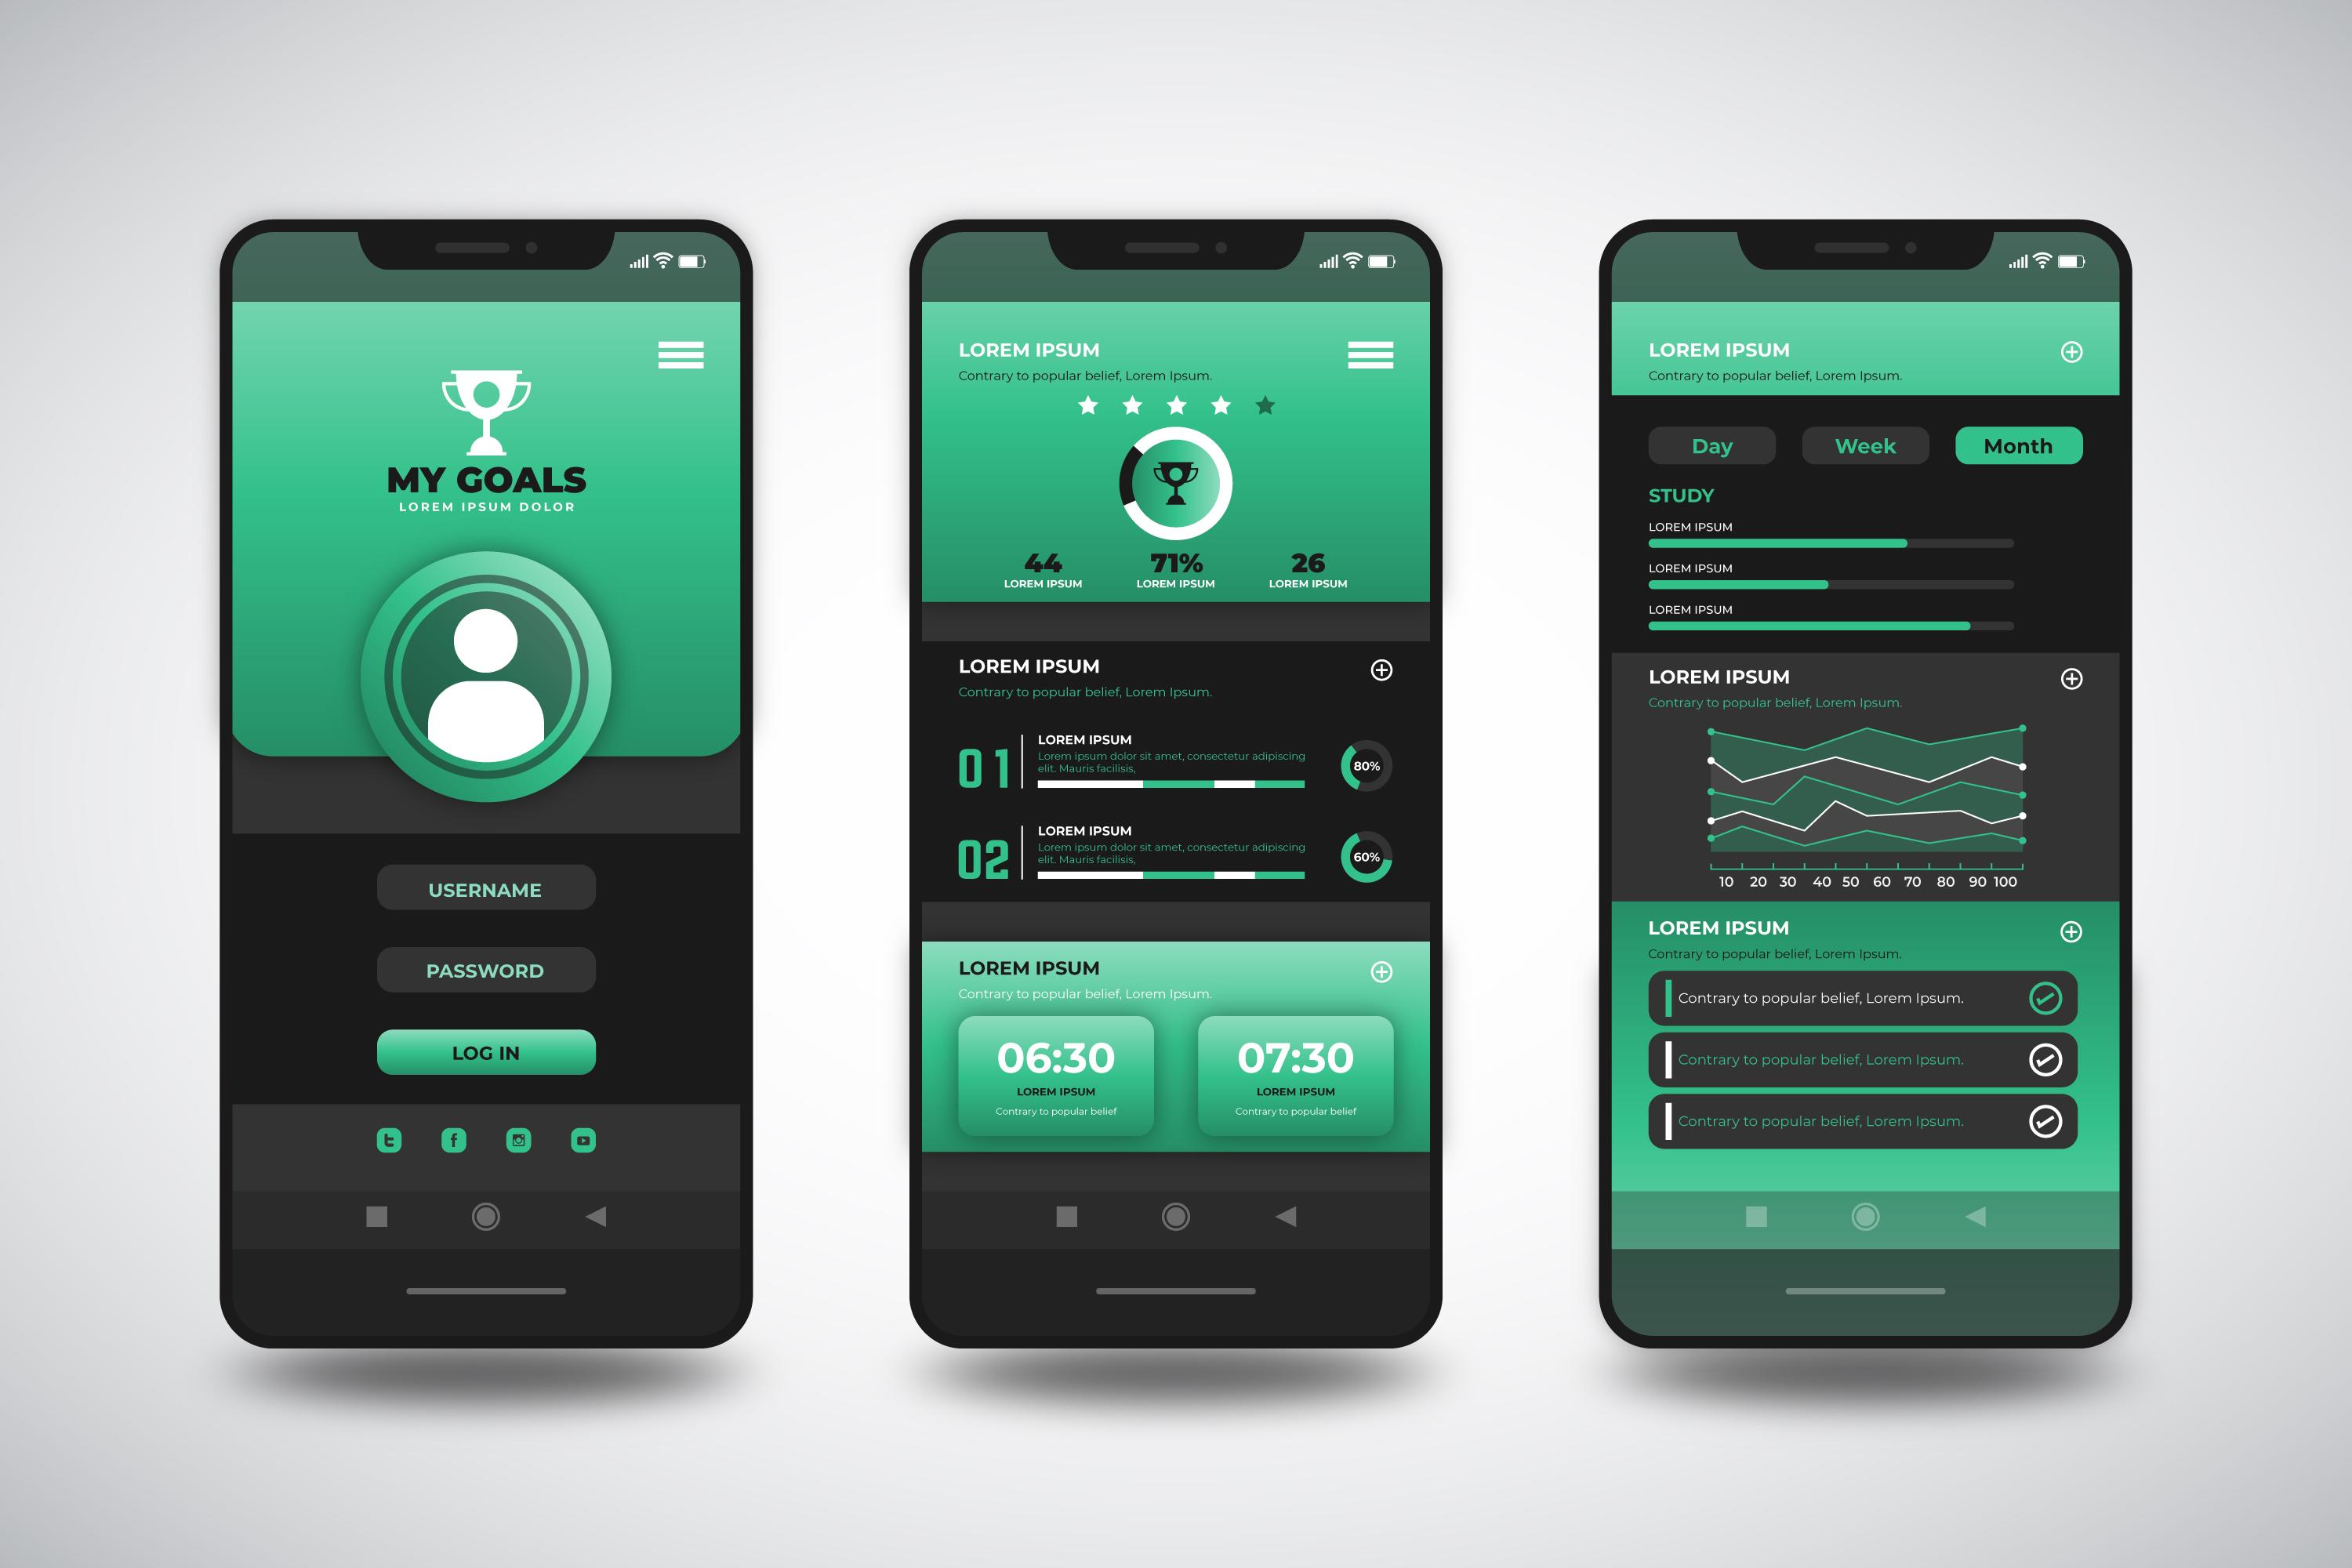 MY GOALS
LOREM IPSUM DOLOR
USERNAME
PASSWORD
LOG IN
LOREM IPSUM
Contrary to popular belief, Lorem Ipsum.
44 71% 26
LOREM IPSUM LOREM IPSUM LOREM IPSUM
LOREM IPSUM
Contrary to popular belief, Lorem Ipsum.
01
LOREM IPSUM
Lorem ipsum dolor sit amet, consectetur adipiscing
elit. Mauris facilisis,
80%
02
LOREM IPSUM
Lorem ipsum dolor sit amet, consectetur adipiscing
elit. Mauris facilisis,
60%
LOREM IPSUM
Contrary to popular belief, Lorem Ipsum.
06:30
LOREM IPSUM
Contrary to popular belief
07:30
LOREM IPSUM
Contrary to popular belief
LOREM IPSUM
Contrary to popular belief, Lorem Ipsum.
Day Week Month
STUDY
LOREM IPSUM
LOREM IPSUM
LOREM IPSUM
LOREM IPSUM
Contrary to popular belief, Lorem Ipsum.
10 20 30 40 50 60 70 80 90 100
LOREM IPSUM
Contrary to popular belief, Lorem Ipsum.
Contrary to popular belief, Lorem Ipsum.
Contrary to popular belief, Lorem Ipsum.
Contrary to popular belief, Lorem Ipsum.